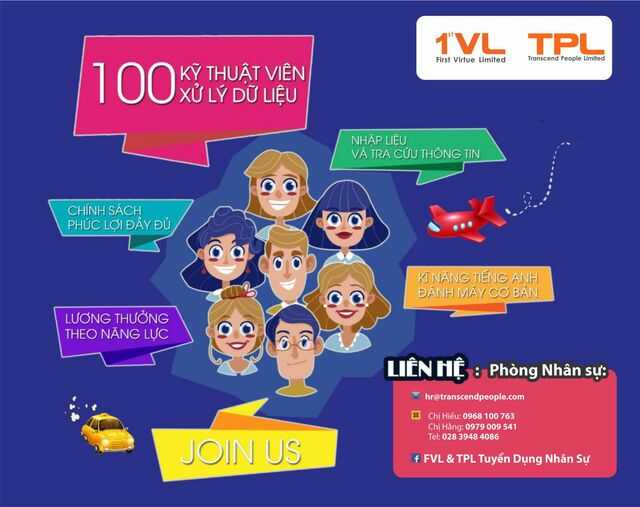 1ST VL
First Virtue Limited
TPL
Transcend People Limited
100 KỸ THUẬT VIÊN
XỬ LÝ DỮ LIỆU
NHẬP LIỆU
VÀ TRA CỨU THÔNG TIN
CHÍNH SÁCH
PHÚC LỢI ĐẦY ĐỦ
KĨ NĂNG TIẾNG ANH
ĐÁNH MÁY CƠ BẢN
LƯƠNG THƯỞNG
THEO NĂNG LỰC
JOIN US
LIÊN HỆ : Phòng Nhân sự:
hr@transcendpeople.com
Chị Hiếu: 0968 100 763
Chị Hằng: 0979 009 541
Tel: 028 3948 4086
FVL & TPL Tuyển Dụng Nhân Sự